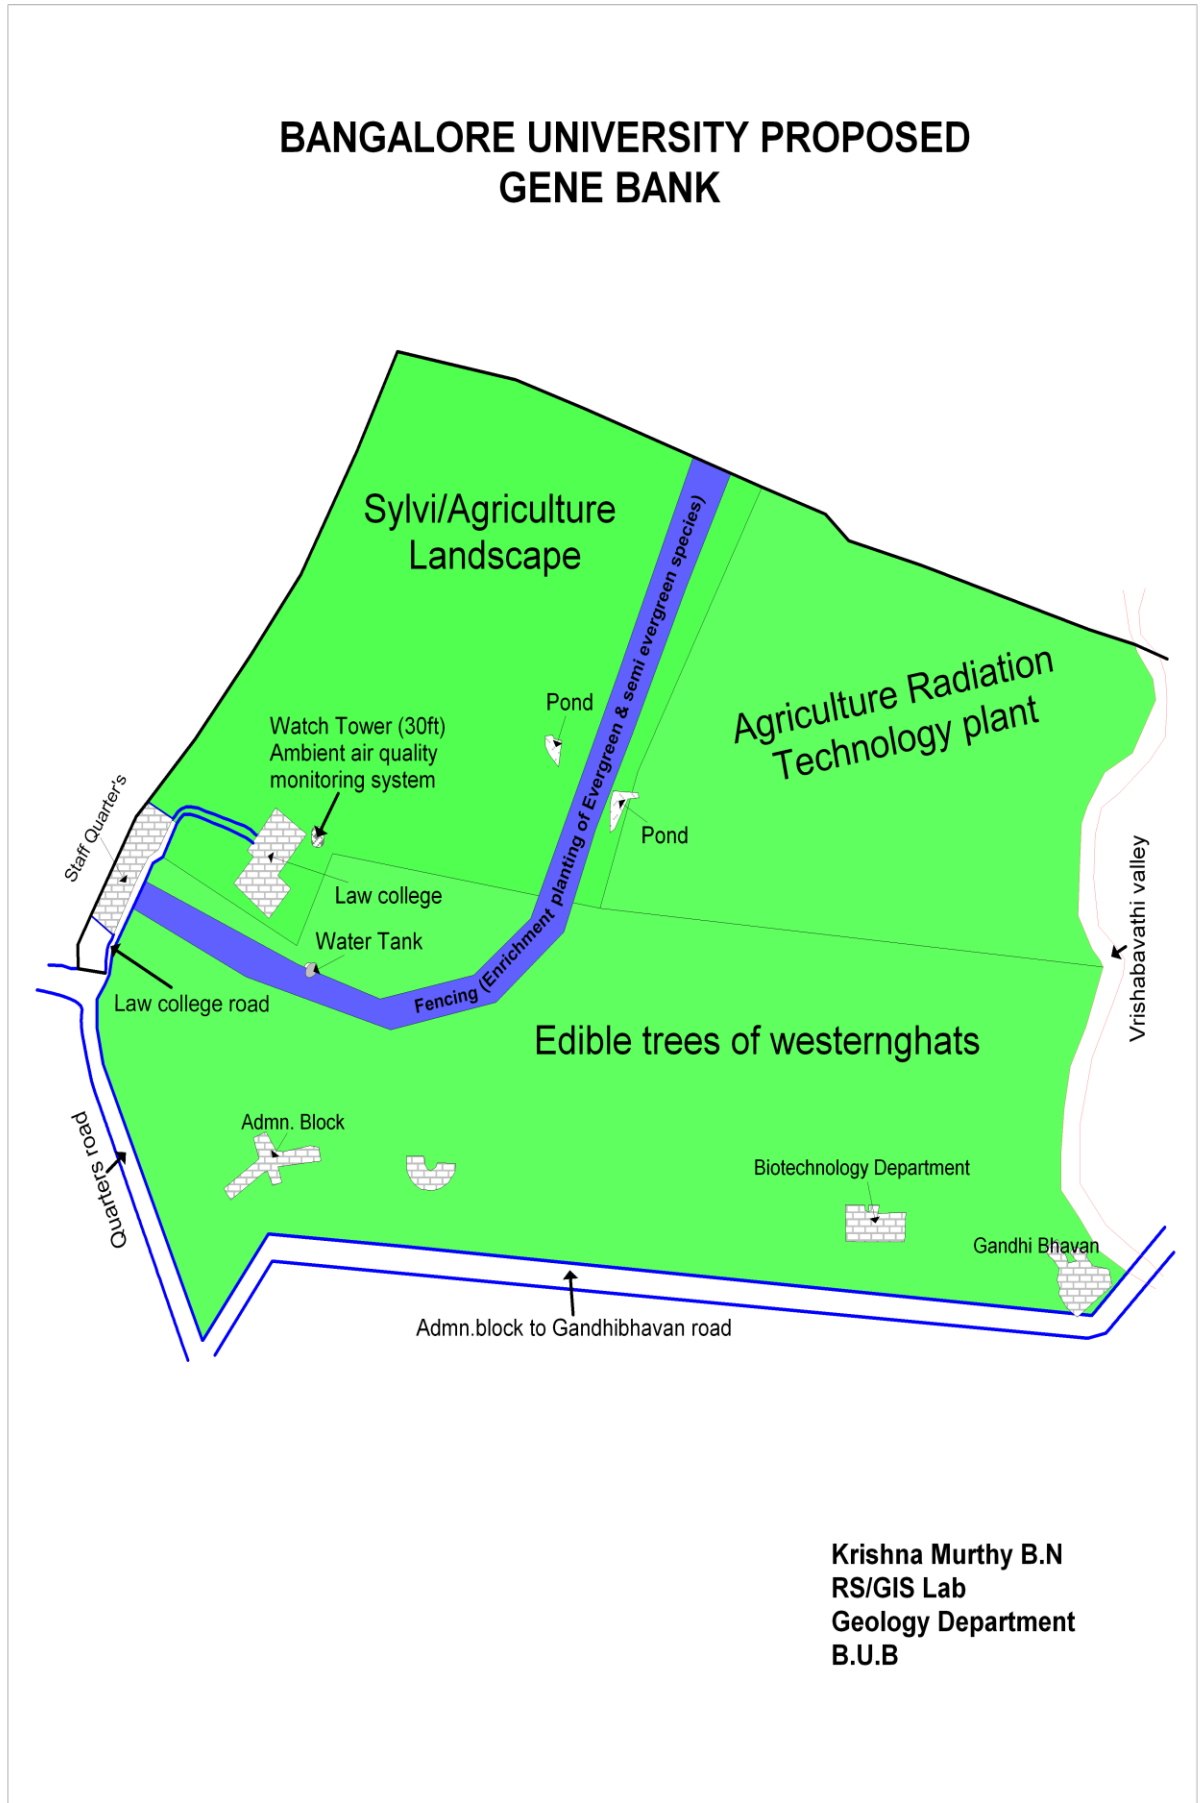 BANGALORE UNIVERSITY PROPOSED
GENE BANK
Sylvi/Agriculture
Landscape
Fencing (Enrichment planting of Evergreen & semi evergreen species)
Agriculture Radiation
Technology plant
Pond
Watch Tower (30ft)
Ambient air quality
monitoring system
Staff Quarter's
Pond
Law college
Vrishabavathi valley
Water Tank
Law college road
Edible trees of westernghats
Admn. Block
Quarters road
Biotechnology Department
Gandhi Bhavan
Admn.block to Gandhibhavan road
Krishna Murthy B.N
RS/GIS Lab
Geology Department
B.U.B